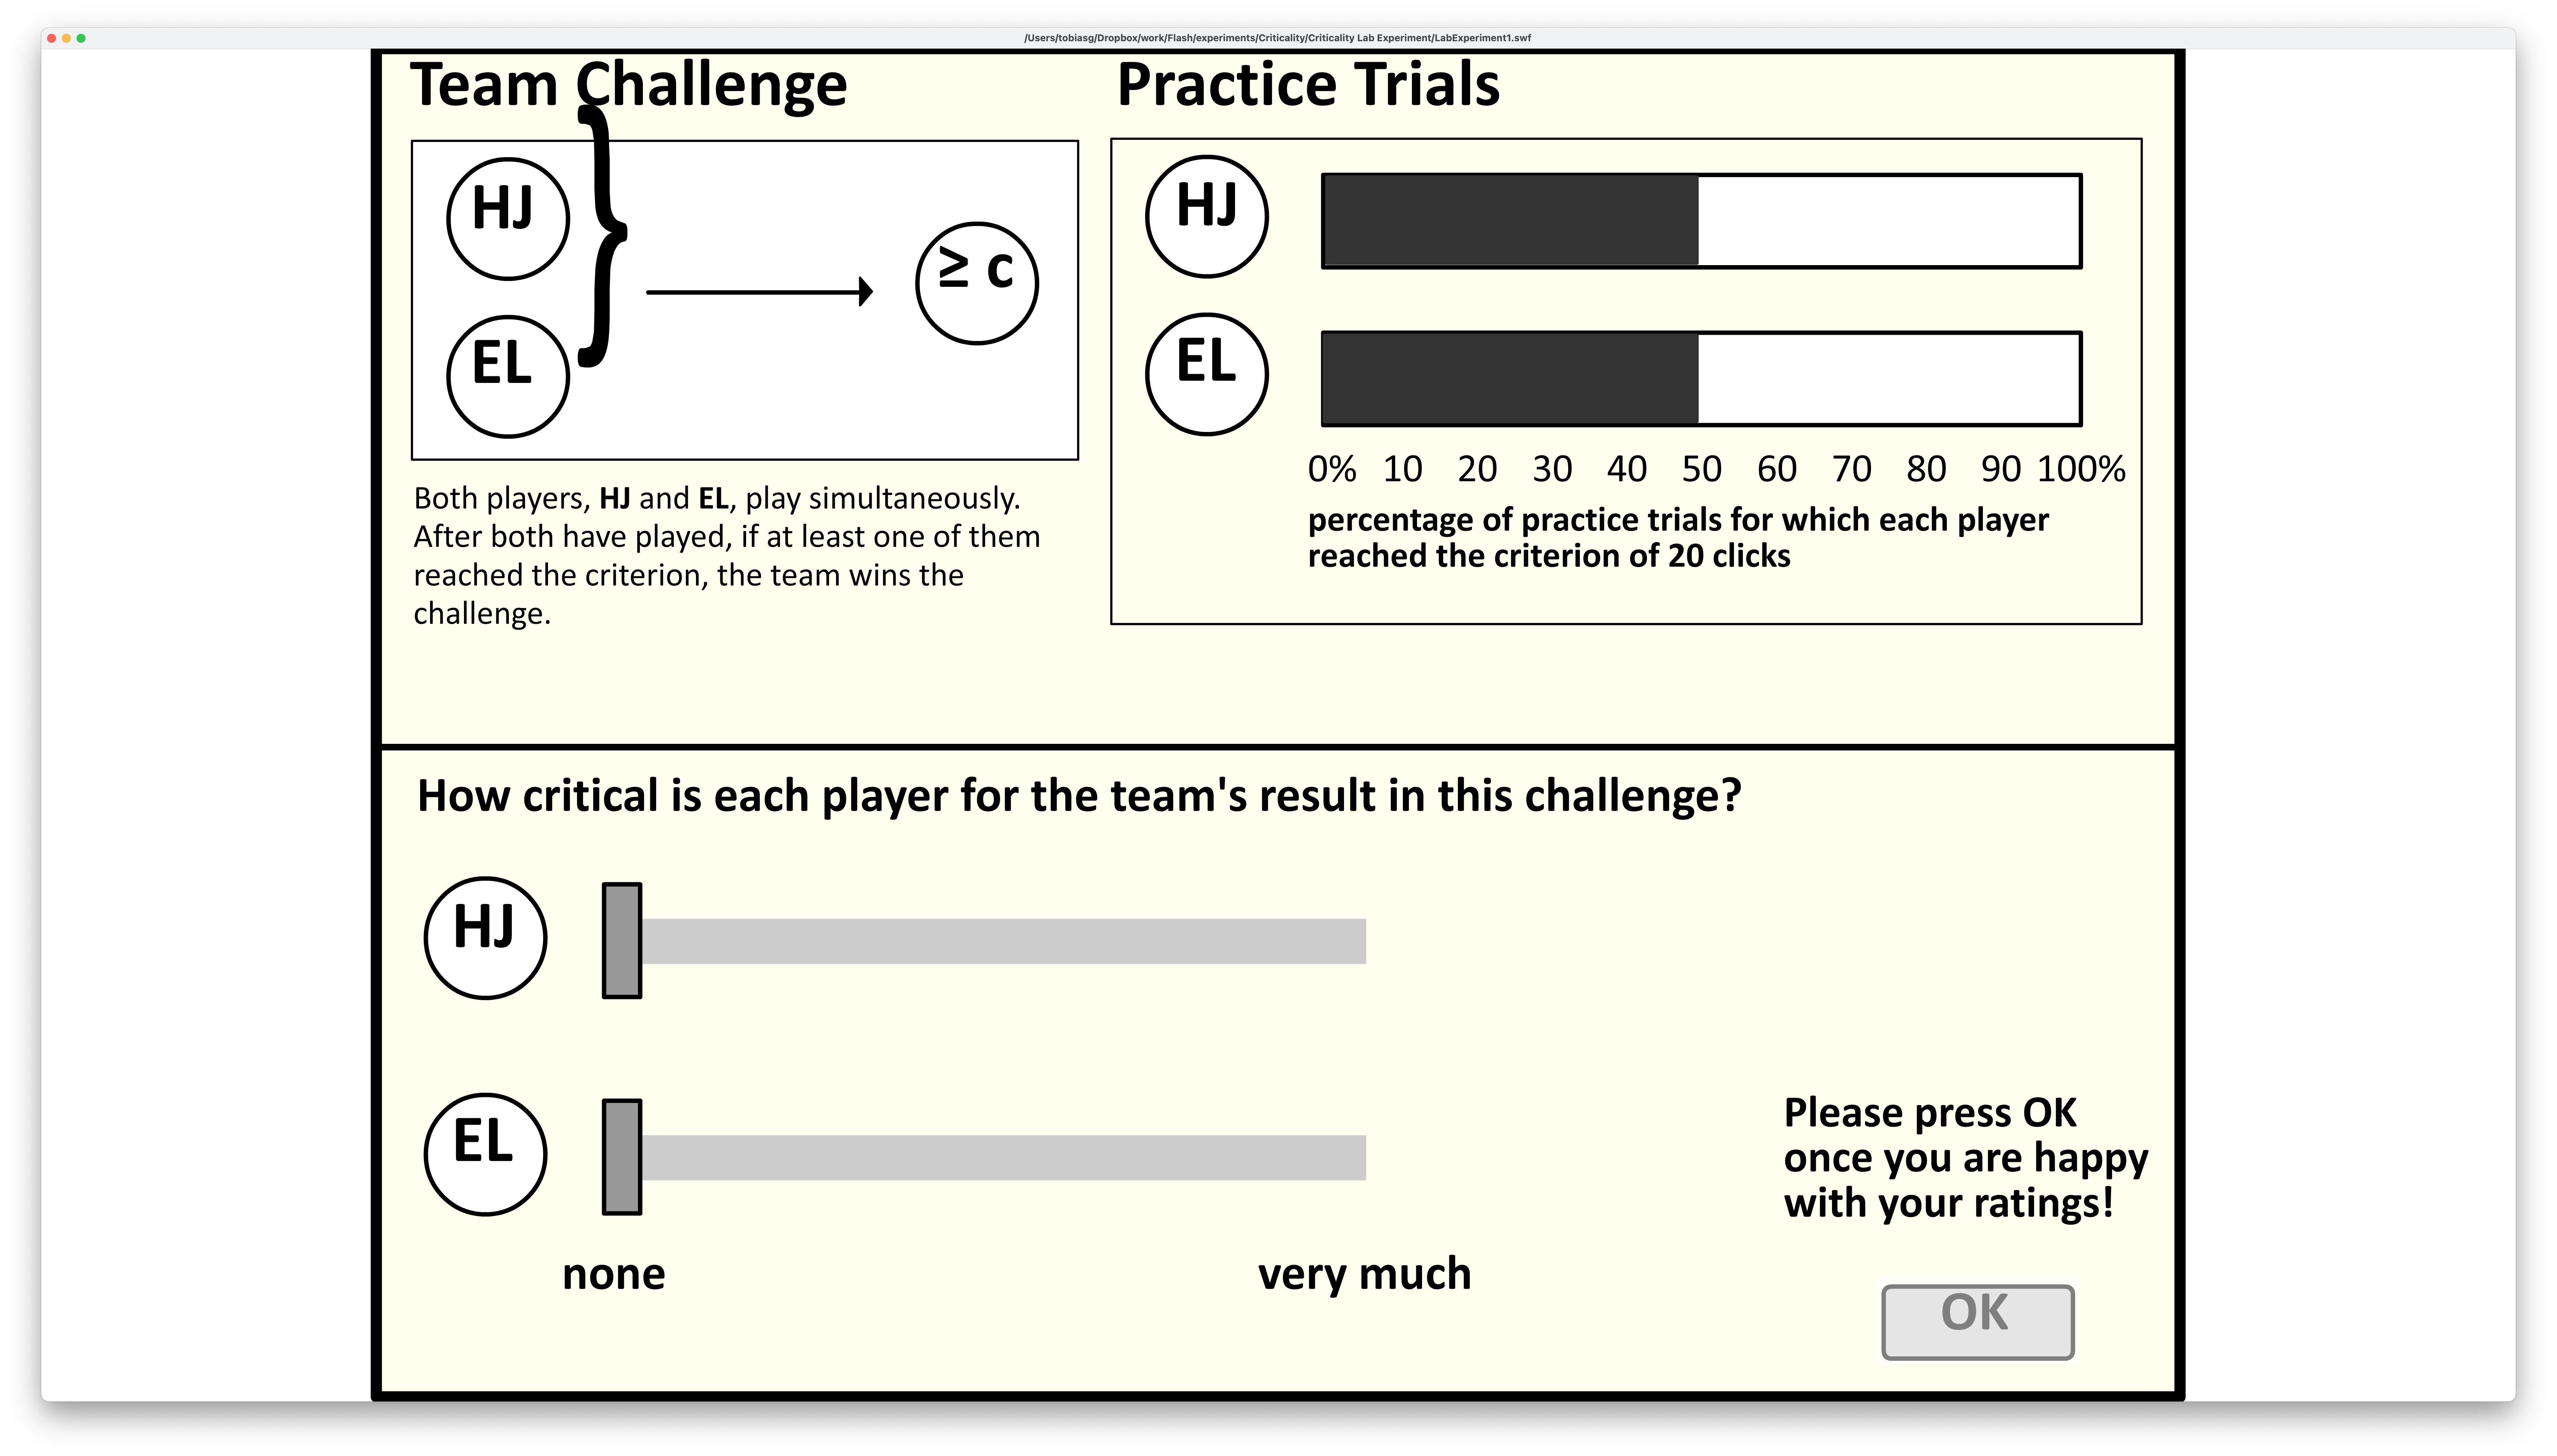 /Users/tobiasg/Dropbox/work/Flash/experiments/Criticality/Criticality Lab Experiment/LabExperiment1.swf
Team Challenge
HJ
EL
}
≥ c
Both players, HJ and EL, play simultaneously.
After both have played, if at least one of them
reached the criterion, the team wins the
challenge.
Practice Trials
HJ
EL
0% 10 20 30 40 50 60 70 80 90 100%
percentage of practice trials for which each player
reached the criterion of 20 clicks
How critical is each player for the team's result in this challenge?
HJ
EL
none very much
Please press OK
once you are happy
with your ratings!
OK